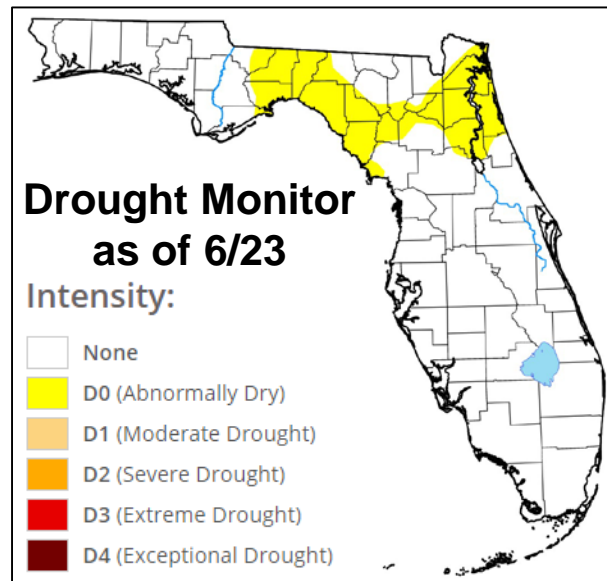 Drought Monitor
as of 6/23
Intensity:
None
D0 (Abnormally Dry)
D1 (Moderate Drought)
D2 (Severe Drought)
D3 (Extreme Drought)
D4 (Exceptional Drought)